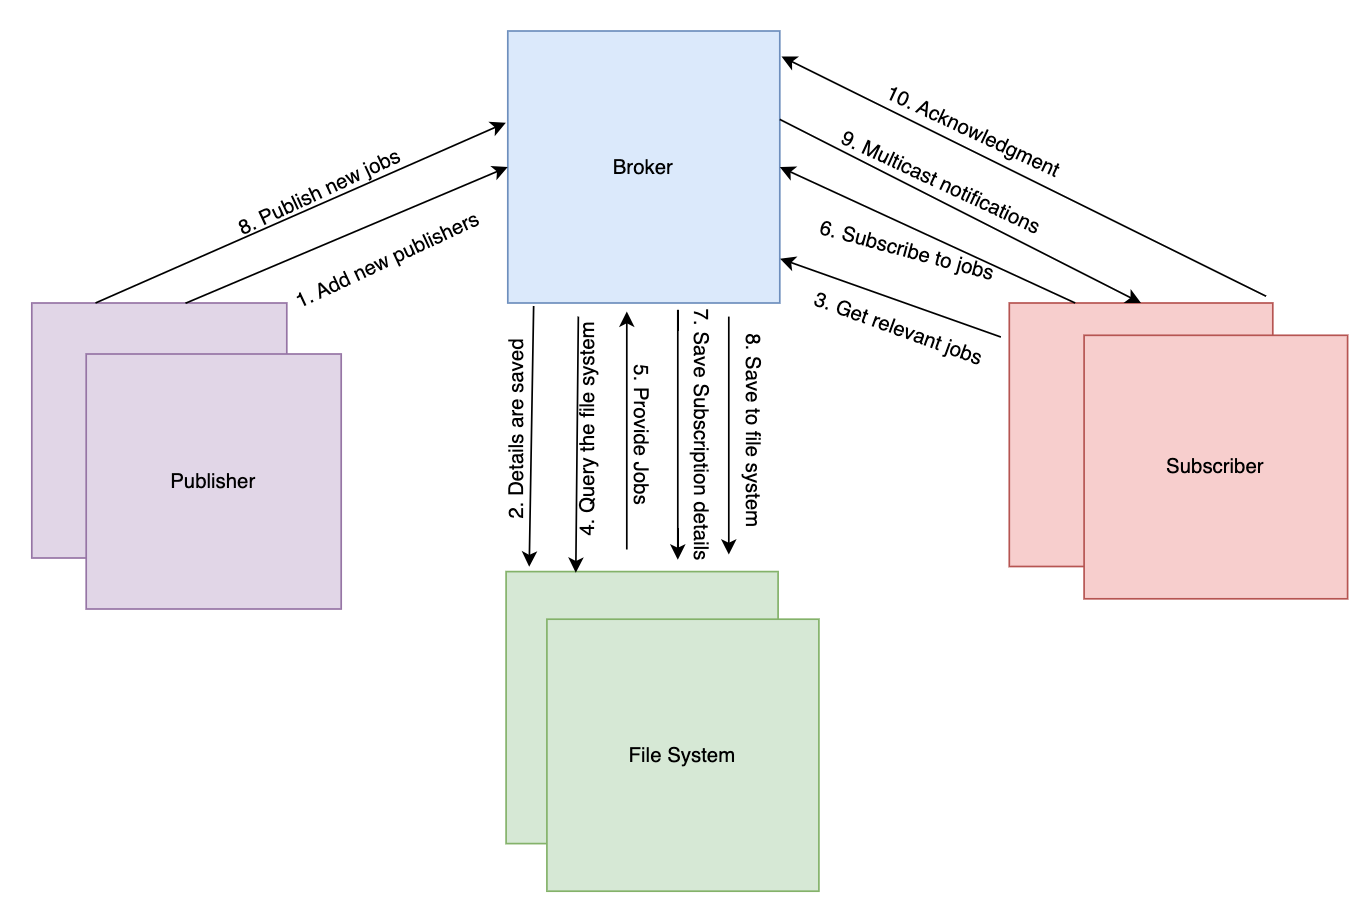 Broker
10. Acknowledgment
9. Multicast notifications
8. Publish new jobs
1. Add new publishers
6. Subscribe to jobs
3. Get relevant jobs
2. Details are saved
4. Query the file system
5. Provide Jobs
7. Save Subscription details
8. Save to file system
Publisher
Subscriber
File System